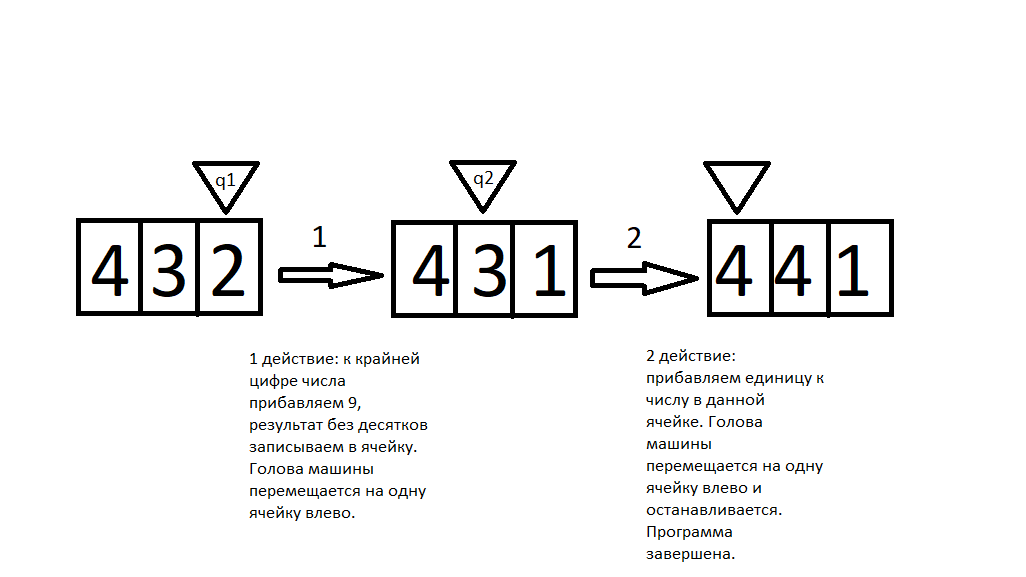 q1
q2
1
2
4 3 2
4 3 1
4 4 1
1 действие: к крайней
цифре числа
прибавляем 9,
результат без десятков
записываем в ячейку.
Голова машины
перемещается на одну
ячейку влево.
2 действие:
прибавляем единицу к
числу в данной
ячейке. Голова
машины
перемещается на одну
ячейку влево и
останавливается.
Программа
завершена.